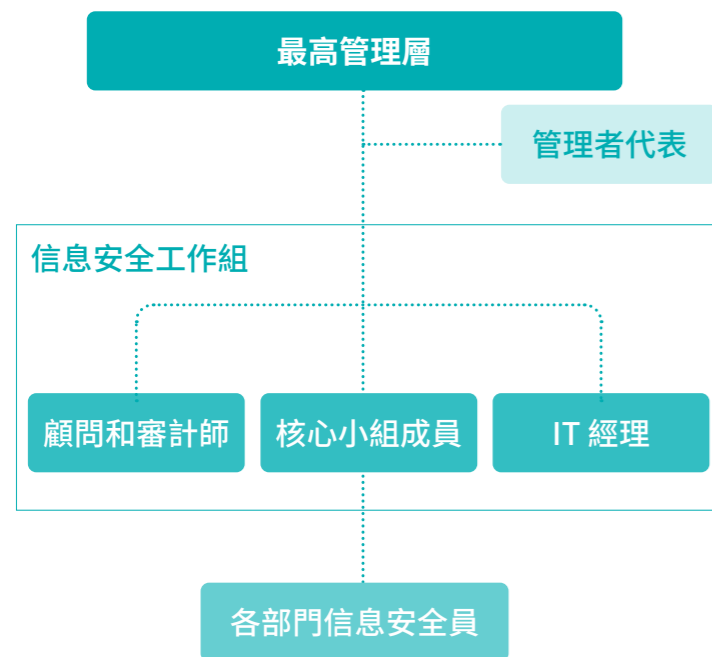 最高管理層
管理者代表
信息安全工作組
顧問和審計師
核心小組成員
IT 經理
各部門信息安全員